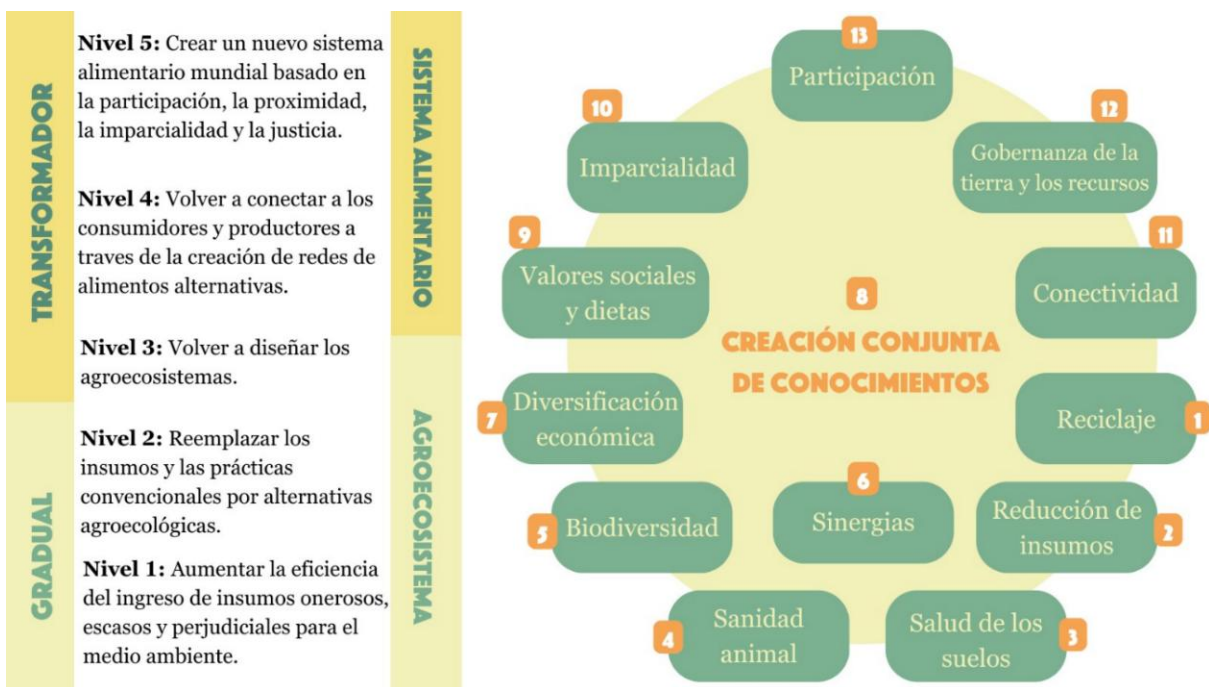 TRANSFORMADOR
GRADUAL
Nivel 5: Crear un nuevo sistema
alimentario mundial basado en
la participación, la proximidad,
la imparcialidad y la justicia.
Nivel 4: Volver a conectar a los
consumidores y productores a
traves de la creación de redes de
alimentos alternativas.
Nivel 3: Volver a diseñar los
agroecosistemas.
Nivel 2: Reemplazar los
insumos y las prácticas
convencionales por alternativas
agroecológicas.
Nivel 1: Aumentar la eficiencia
del ingreso de insumos onerosos,
escasos y perjudiciales para el
medio ambiente.
SISTEMA ALIMENTARIO
AGROECOSISTEMA
13
Participación
10
Imparcialidad
12
Gobernanza de la
tierra y los recursos
9
Valores sociales
y dietas
11
Conectividad
8
CREACIÓN CONJUNTA
DE CONOCIMIENTOS
7
Diversificación
económica
Reciclaje
1
6
Sinergias
5
Biodiversidad
Reducción de
insumos
2
4
Sanidad
animal
Salud de los
suelos
3